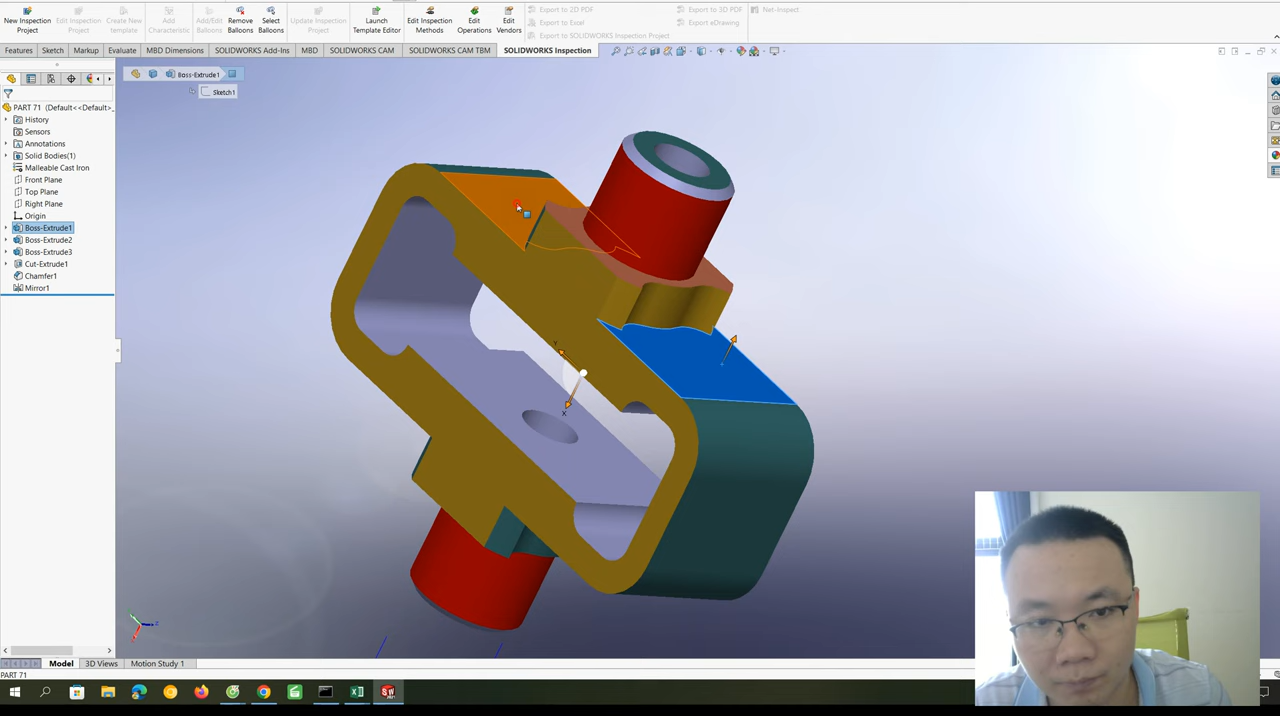 New Inspection Project
Edit Inspection Project
Create New template
Add Characteristic
Add/Edit Balloons
Remove Balloons
Select Balloons
Update Inspection Project
Launch Template Editor
Edit Inspection Methods
Edit Operations
Edit Vendors
Export to 2D PDF
Export to Excel
Export to SOLIDWORKS Inspection Project
Export to 3D PDF
Export eDrawing
Net-Inspect
Features
Sketch
Markup
Evaluate
MBD Dimensions
SOLIDWORKS Add-Ins
MBD
SOLIDWORKS CAM
SOLIDWORKS CAM TBM
SOLIDWORKS Inspection
Boss-Extrude1
Sketch1
PART 71 (Default<<Default>_
History
Sensors
Annotations
Solid Bodies(1)
Malleable Cast Iron
Front Plane
Top Plane
Right Plane
Origin
Boss-Extrude1
Boss-Extrude2
Boss-Extrude3
Cut-Extrude1
Chamfer1
Mirror1
Y
X
Z
Model
3D Views
Motion Study 1
PART 71